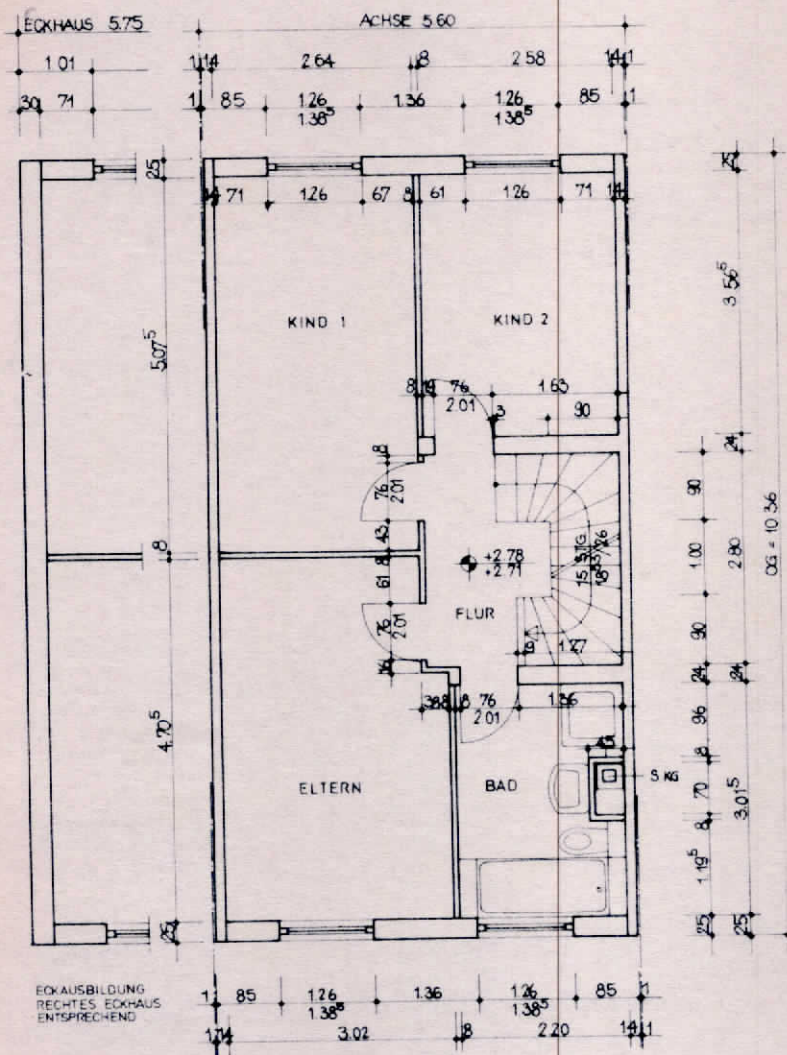 ECKHAUS 5.75 ACHSE 5.60
1.01 1 14 2.64 8 2.58 14 1
30 71 1 85 1.26 1.36 1.26 85 1
1.38⁵ 1.38⁵
25
14 71 1.26 67 8 61 1.26 71 14
3.56⁵
KIND 1 KIND 2
5.07⁵
8 76 1.63
2.01
3 90
8 24
76 2.01 90
43 1.00 2.80 OG = 10.36
8 8 +2.78
+2.71
15 STG
61
FLUR
76 2.01 90
16 9 1.27
24 24
38 8 8 76 1.36
2.01
96
4.70⁵
43 8
ELTERN BAD S KG
70 3.01⁵
8
1.19⁵
25 25 25
ECKAUSBILDUNG
RECHTES ECKHAUS
ENTSPRECHEND
1 85 1.26 1.36 1.26 85 1
1.38⁵ 1.38⁵
1 14 3.02 8 2.20 14 1